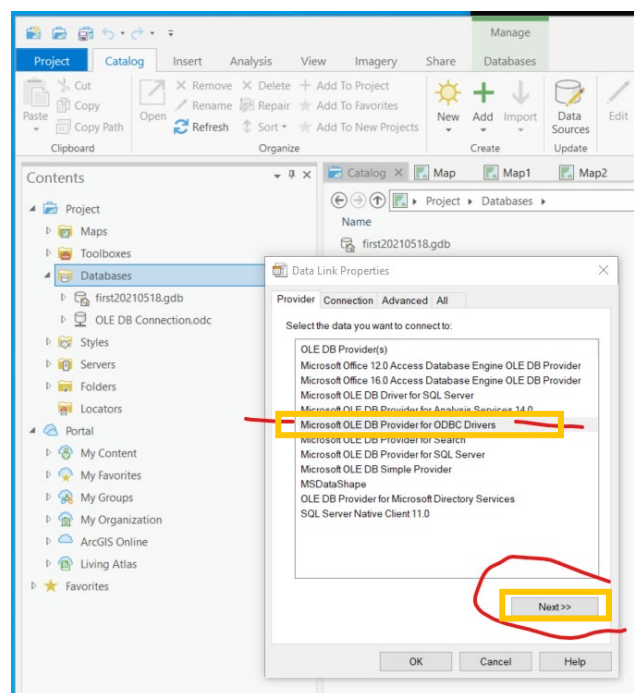 Manage
Project Catalog Insert Analysis View Imagery Share Databases
Paste
Cut
Copy
Copy Path
Clipboard
Open
Remove Delete Add To Project
Rename Repair Add To Favorites
Refresh Sort Add To New Projects
Organize
New Add Import
Create
Data Sources
Update
Edit
Contents
Project
Maps
Toolboxes
Databases
first20210518.gdb
OLE DB Connection.odc
Styles
Servers
Folders
Locators
Portal
My Content
My Favorites
My Groups
My Organization
ArcGIS Online
Living Atlas
Favorites
Catalog Map Map1 Map2
Project Databases
Name
first20210518.gdb
Data Link Properties
Provider Connection Advanced All
Select the data you want to connect to:
OLE DB Provider(s)
Microsoft Office 12.0 Access Database Engine OLE DB Provider
Microsoft Office 16.0 Access Database Engine OLE DB Provider
Microsoft OLE DB Driver for SQL Server
Microsoft OLE DB Provider for Analysis Services 14.0
Microsoft OLE DB Provider for ODBC Drivers
Microsoft OLE DB Provider for Search
Microsoft OLE DB Provider for SQL Server
Microsoft OLE DB Simple Provider
MSDataShape
OLE DB Provider for Microsoft Directory Services
SQL Server Native Client 11.0
Next >>
OK Cancel Help